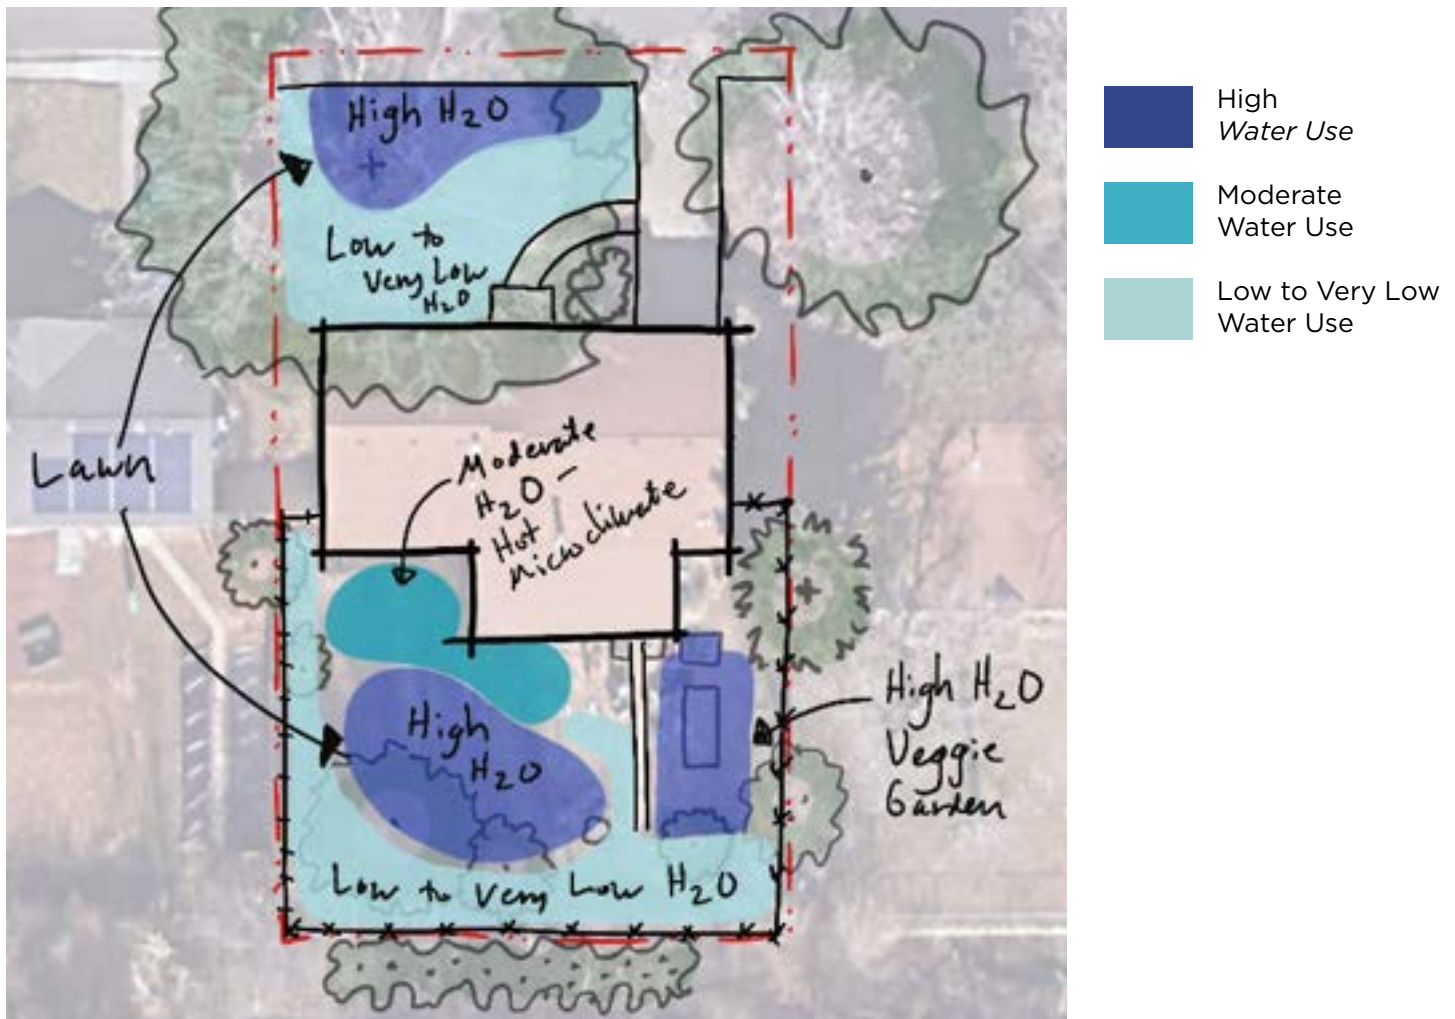 High H₂O
Low to
Very Low
H₂O
Lawn
Moderate
H₂O –
Hot
Microclimate
High
H₂O
High H₂O
Veggie
Garden
Low to Very Low H₂O
High
Water Use
Moderate
Water Use
Low to Very Low
Water Use